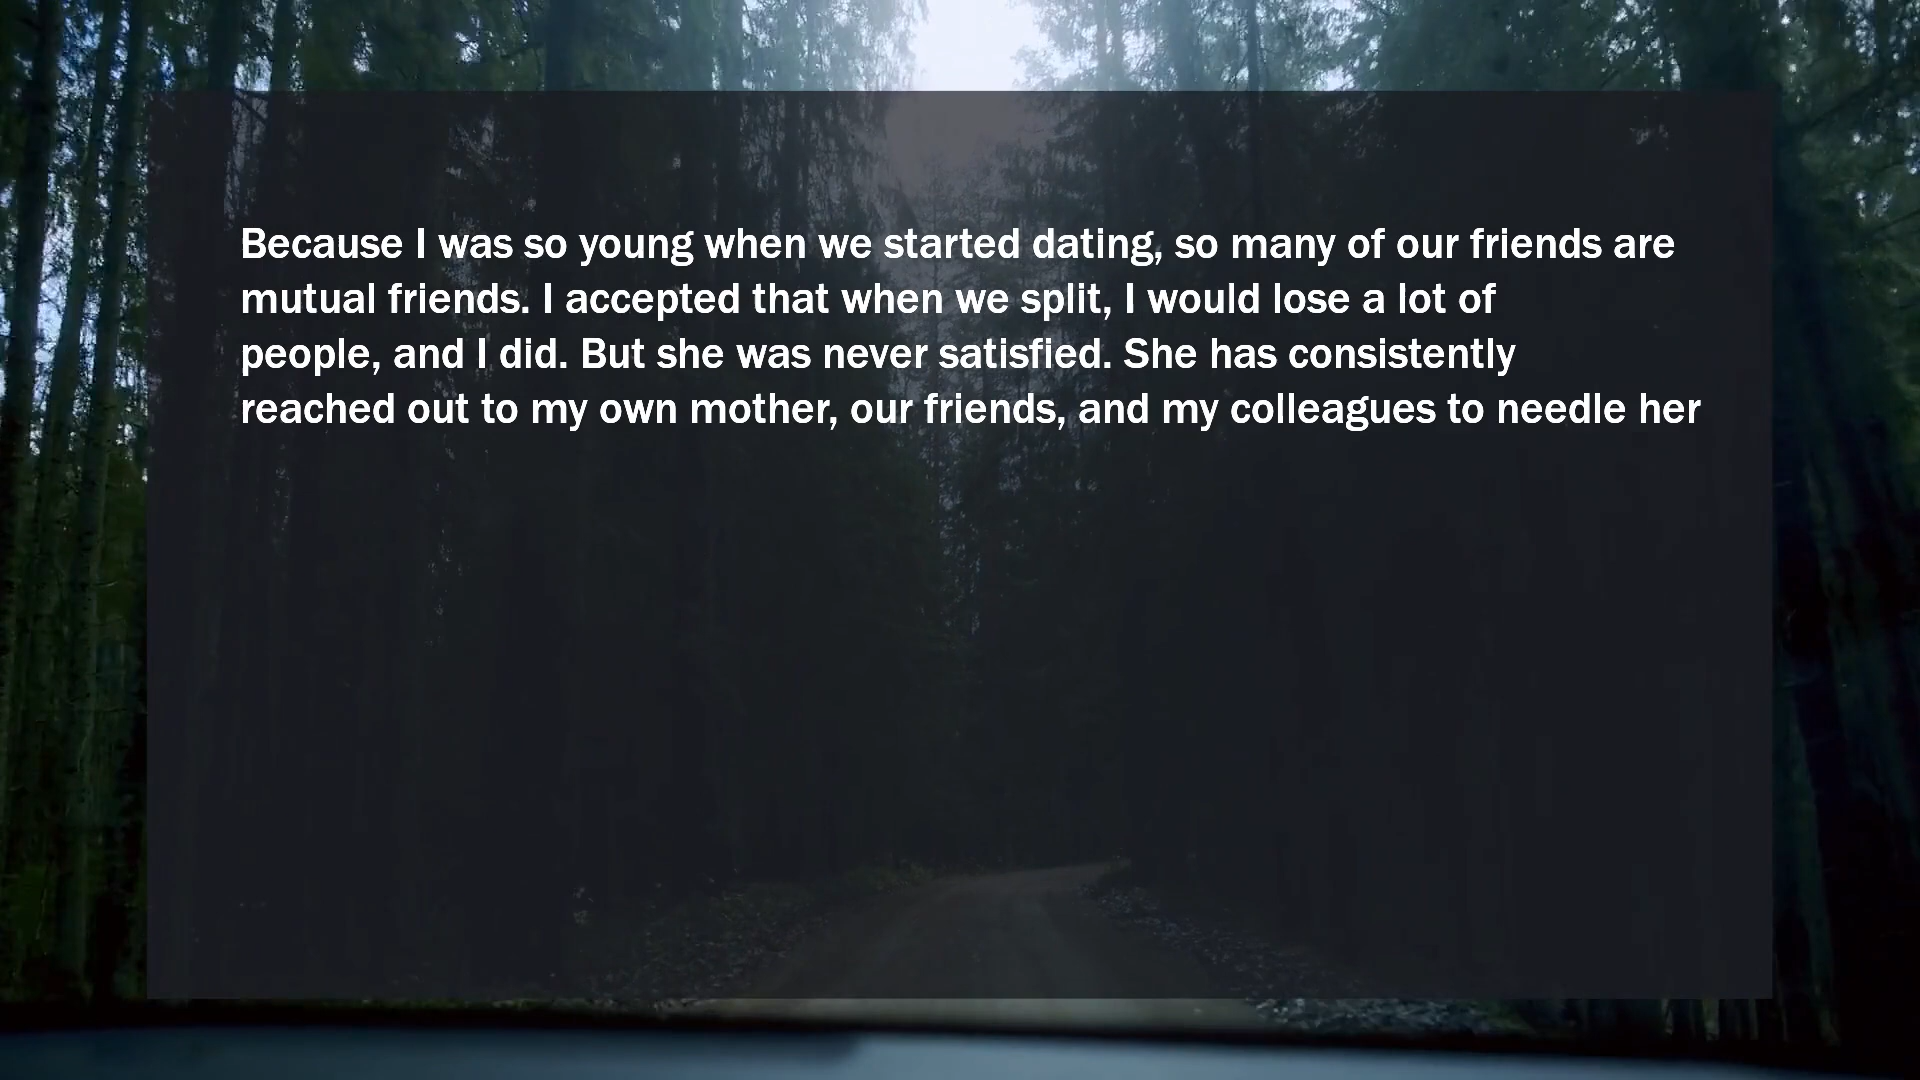 Because I was so young when we started dating, so many of our friends are
mutual friends. I accepted that when we split, I would lose a lot of
people, and I did. But she was never satisfied. She has consistently
reached out to my own mother, our friends, and my colleagues to needle her